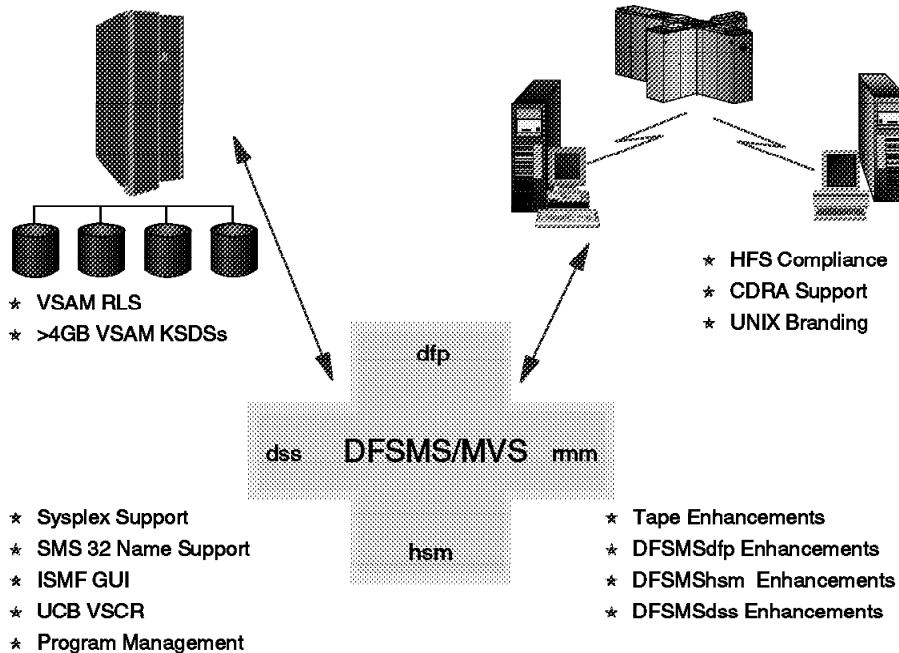 VSAM RLS
>4GB VSAM KSDSs
HFS Compliance
CDRA Support
UNIX Branding
dfp
dss DFSMS/MVS rmm
hsm
Sysplex Support
SMS 32 Name Support
ISMF GUI
UCB VSCR
Program Management
Tape Enhancements
DFSMSdfp Enhancements
DFSMShsm Enhancements
DFSMSdss Enhancements